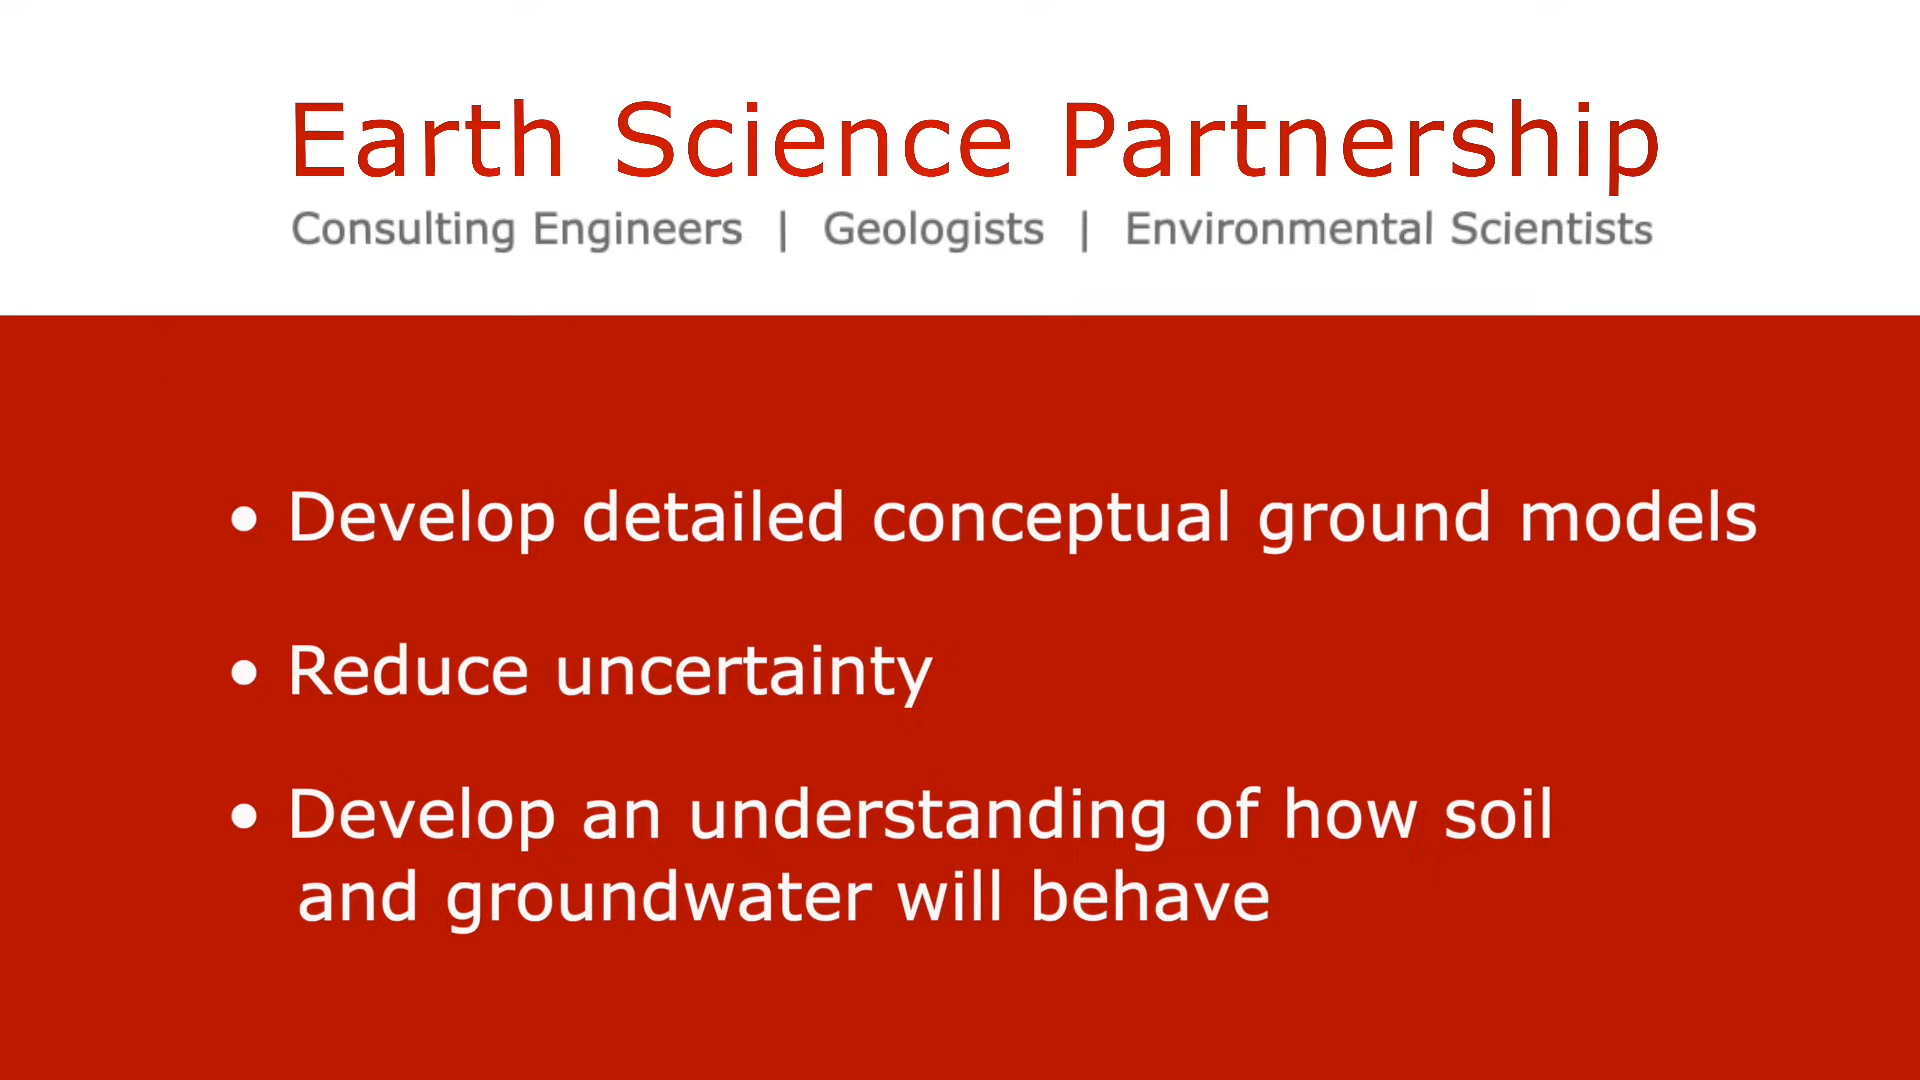 Earth Science Partnership
Consulting Engineers | Geologists | Environmental Scientists
• Develop detailed conceptual ground models
• Reduce uncertainty
• Develop an understanding of how soil
and groundwater will behave